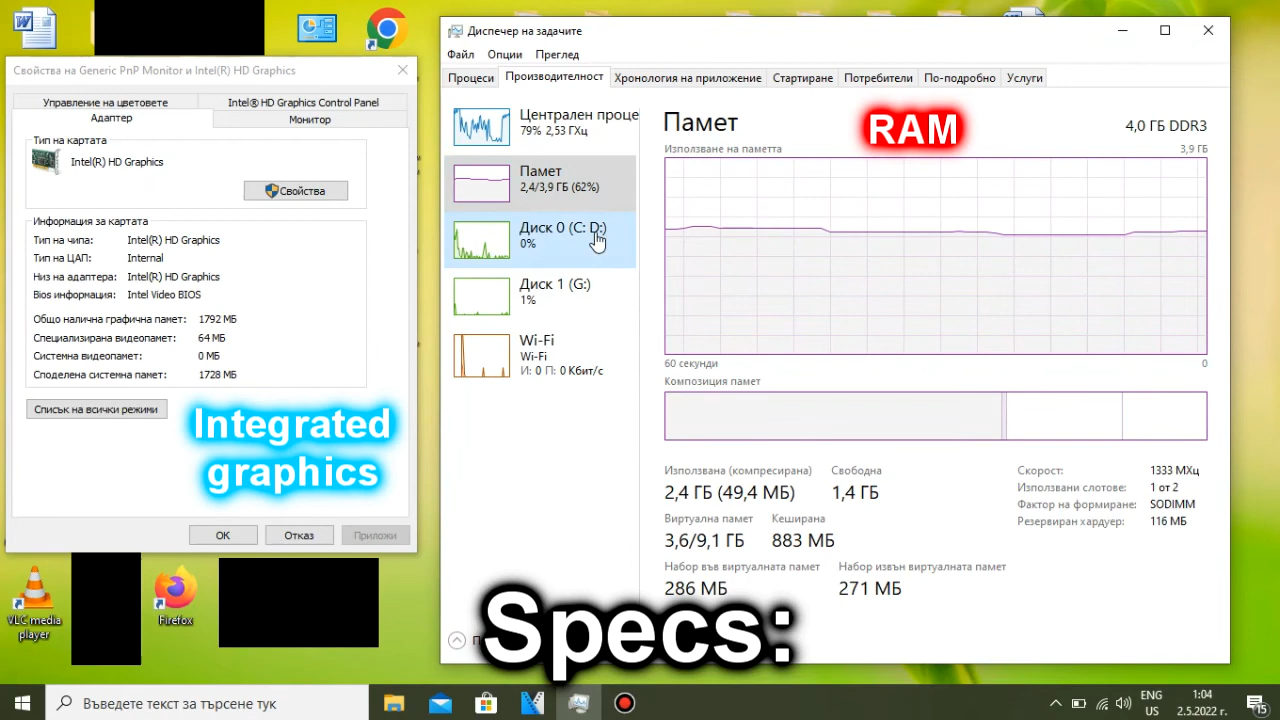 Свойства на Generic PnP Monitor и Intel(R) HD Graphics
Управление на цветовете
Intel® HD Graphics Control Panel
Адаптер
Монитор
Тип на картата
Intel(R) HD Graphics
Свойства
Информация за картата
Тип на чипа: Intel(R) HD Graphics
Тип на ЦАП: Internal
Низ на адаптера: Intel(R) HD Graphics
Bios информация: Intel Video BIOS
Общо налична графична памет: 1792 МБ
Специализирана видеопамет: 64 МБ
Системна видеопамет: 0 МБ
Споделена системна памет: 1728 МБ
Списък на всички режими
Integrated
graphics
OK
Отказ
Приложи
VLC media
player
Firefox
Диспечер на задачите
Файл Опции Преглед
Процеси Производителност Хронология на приложение Стартиране Потребители По-подробно Услуги
Централен проце
79% 2,53 ГХц
Памет
2,4/3,9 ГБ (62%)
Диск 0 (C: D:)
0%
Диск 1 (G:)
1%
Wi-Fi
Wi-Fi
И: 0 П: 0 Кбит/с
Памет
RAM
4,0 ГБ DDR3
Използване на паметта
3,9 ГБ
60 секунди
0
Композиция памет
Използвана (компресирана)
2,4 ГБ (49,4 МБ)
Свободна
1,4 ГБ
Виртуална памет
3,6/9,1 ГБ
Кеширана
883 МБ
Набор във виртуалната памет
286 МБ
Набор извън виртуалната памет
271 МБ
Скорост: 1333 МХц
Използвани слотове: 1 от 2
Фактор на формиране: SODIMM
Резервиран хардуер: 116 МБ
Specs:
Въведете текст за търсене тук
ENG
US
1:04
2.5.2022 г.
15